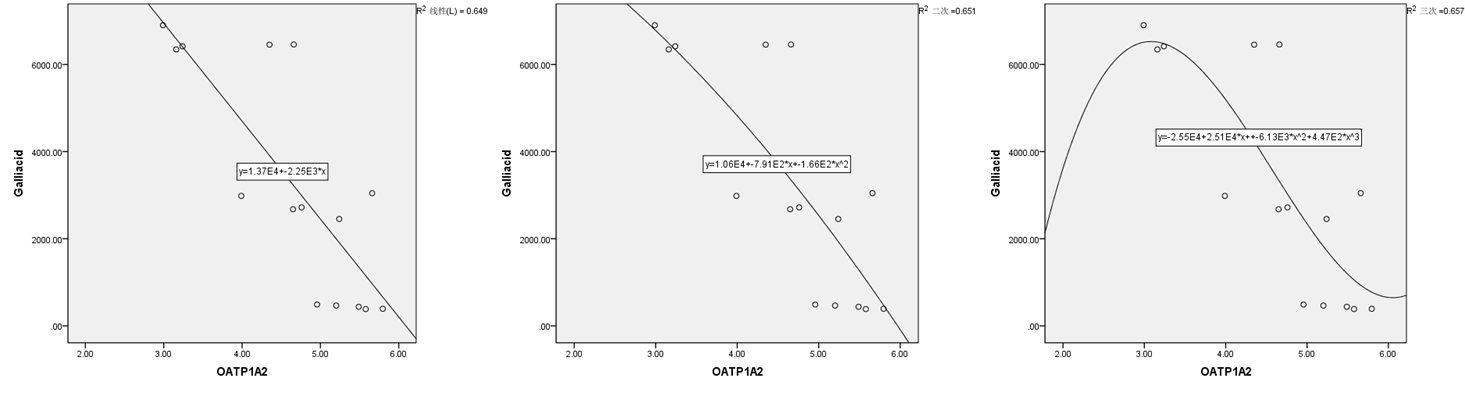 R² 线性(L) = 0.649
6000.00
4000.00
2000.00
.00
Galliacid
y=1.37E4+-2.25E3*x
2.00 3.00 4.00 5.00 6.00
OATP1A2
R² 二次 =0.651
6000.00
4000.00
2000.00
.00
Galliacid
y=1.06E4+-7.91E2*x+-1.66E2*x^2
2.00 3.00 4.00 5.00 6.00
OATP1A2
R² 三次 =0.657
6000.00
4000.00
2000.00
.00
Galliacid
y=-2.55E4+2.51E4*x++-6.13E3*x^2+4.47E2*x^3
2.00 3.00 4.00 5.00 6.00
OATP1A2